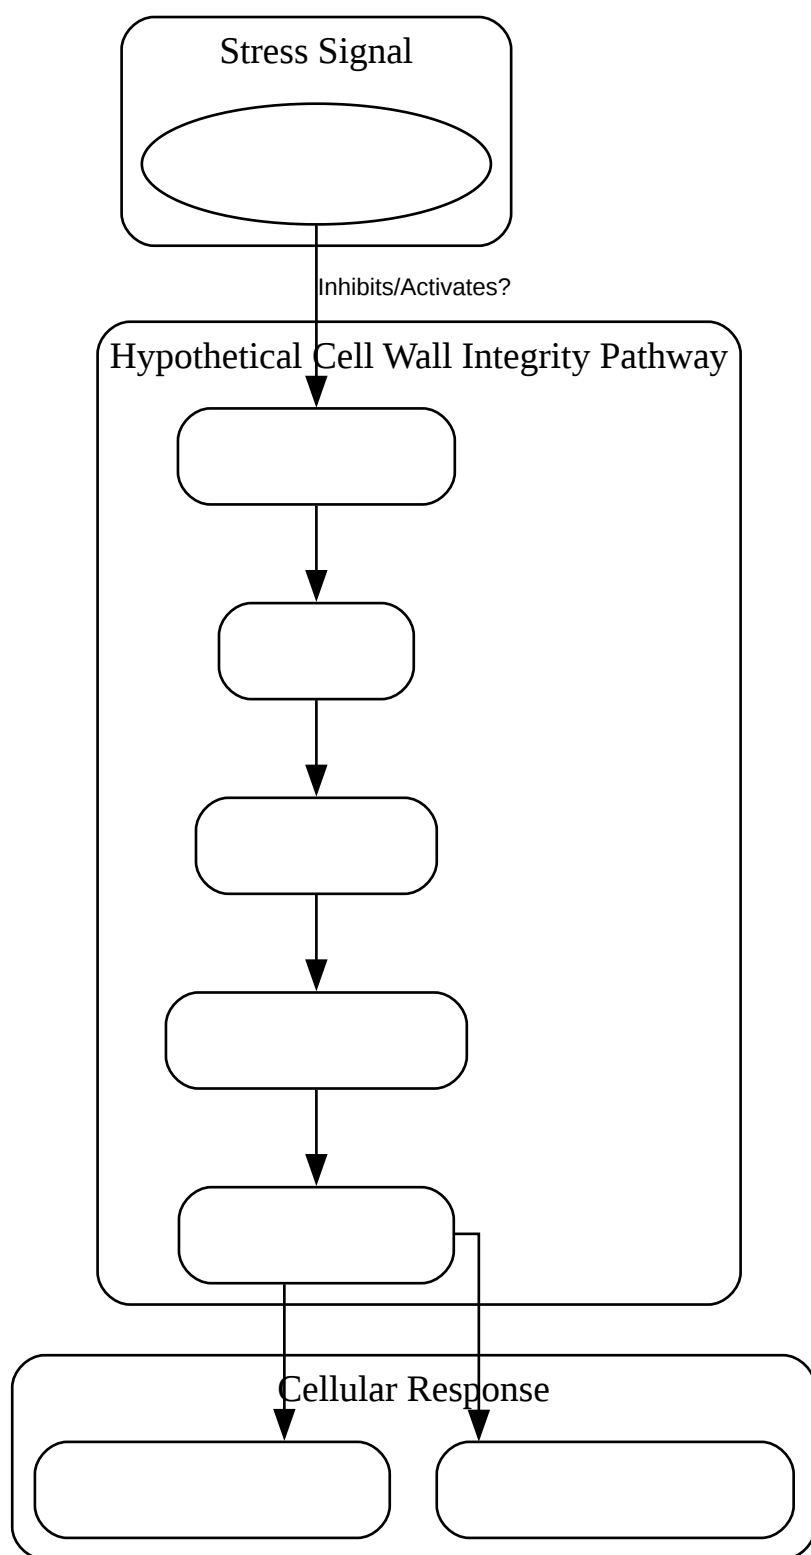 Stress Signal
Inhibits/Activates?
Hypothetical Cell Wall Integrity Pathway
Cellular Response